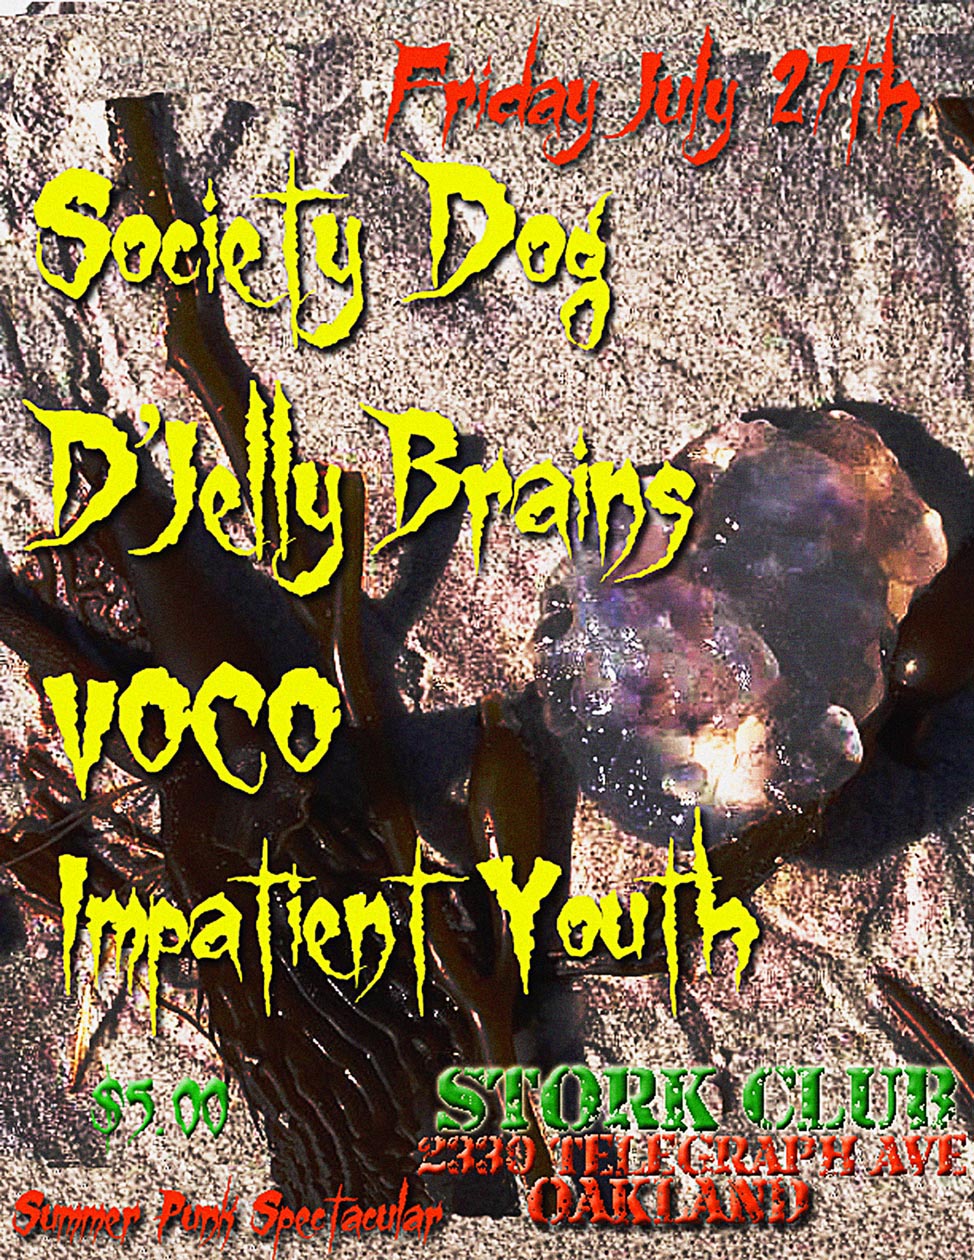 Friday July 27th
Society Dog
D'Jelly Brains
VOCO
Impatient Youth
$5.00
STORK CLUB
2330 TELEGRAPH AVE
OAKLAND
Summer Punk Spectacular